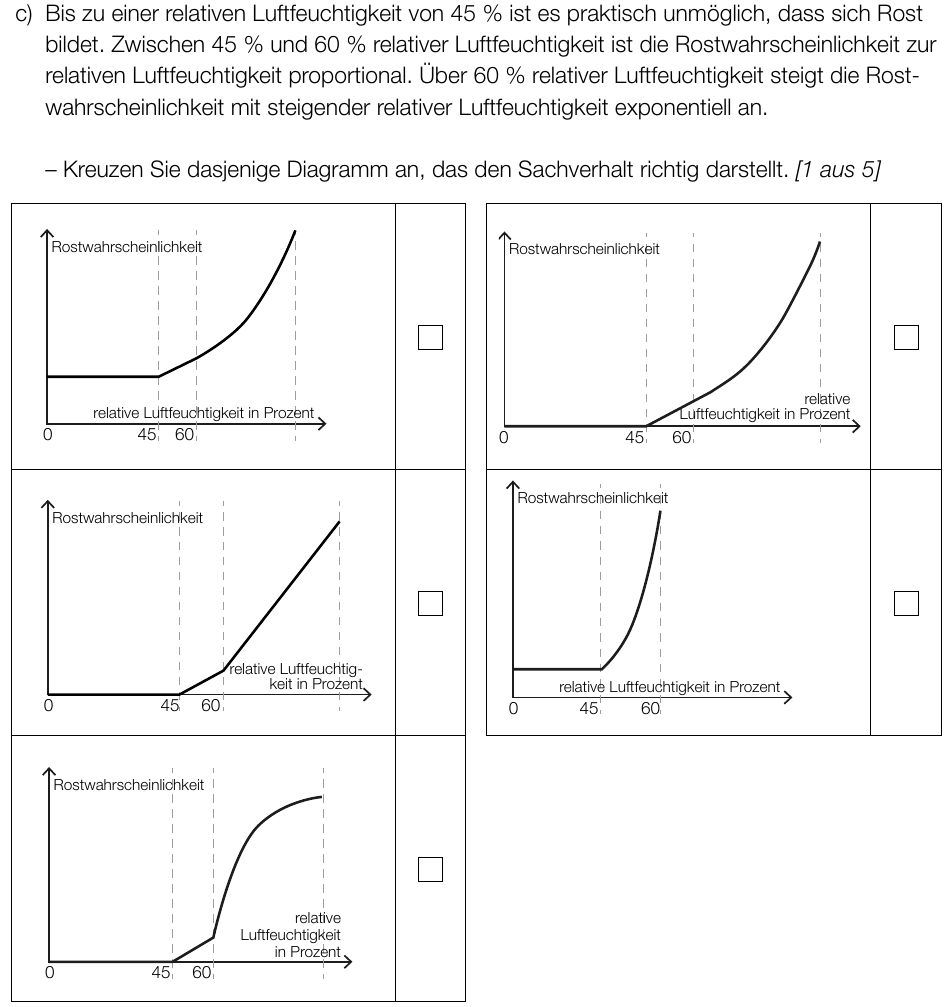 c) Bis zu einer relativen Luftfeuchtigkeit von 45 % ist es praktisch unmöglich, dass sich Rost
bildet. Zwischen 45 % und 60 % relativer Luftfeuchtigkeit ist die Rostwahrscheinlichkeit zur
relativen Luftfeuchtigkeit proportional. Über 60 % relativer Luftfeuchtigkeit steigt die Rost-
wahrscheinlichkeit mit steigender relativer Luftfeuchtigkeit exponentiell an.
– Kreuzen Sie dasjenige Diagramm an, das den Sachverhalt richtig darstellt. [1 aus 5]
Rostwahrscheinlichkeit
relative Luftfeuchtigkeit in Prozent
0 45 60
Rostwahrscheinlichkeit
relative
Luftfeuchtigkeit in Prozent
0 45 60
Rostwahrscheinlichkeit
relative Luftfeuchtig-
keit in Prozent
0 45 60
Rostwahrscheinlichkeit
relative Luftfeuchtigkeit in Prozent
0 45 60
Rostwahrscheinlichkeit
relative
Luftfeuchtigkeit
in Prozent
0 45 60